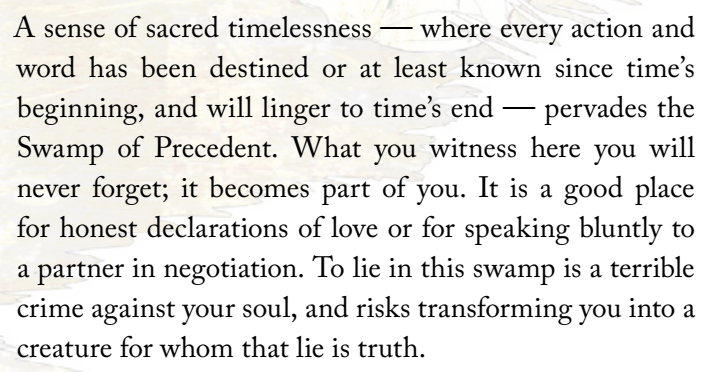 A sense of sacred timelessness — where every action and
word has been destined or at least known since time’s
beginning, and will linger to time’s end — pervades the
Swamp of Precedent. What you witness here you will
never forget; it becomes part of you. It is a good place
for honest declarations of love or for speaking bluntly to
a partner in negotiation. To lie in this swamp is a terrible
crime against your soul, and risks transforming you into a
creature for whom that lie is truth.